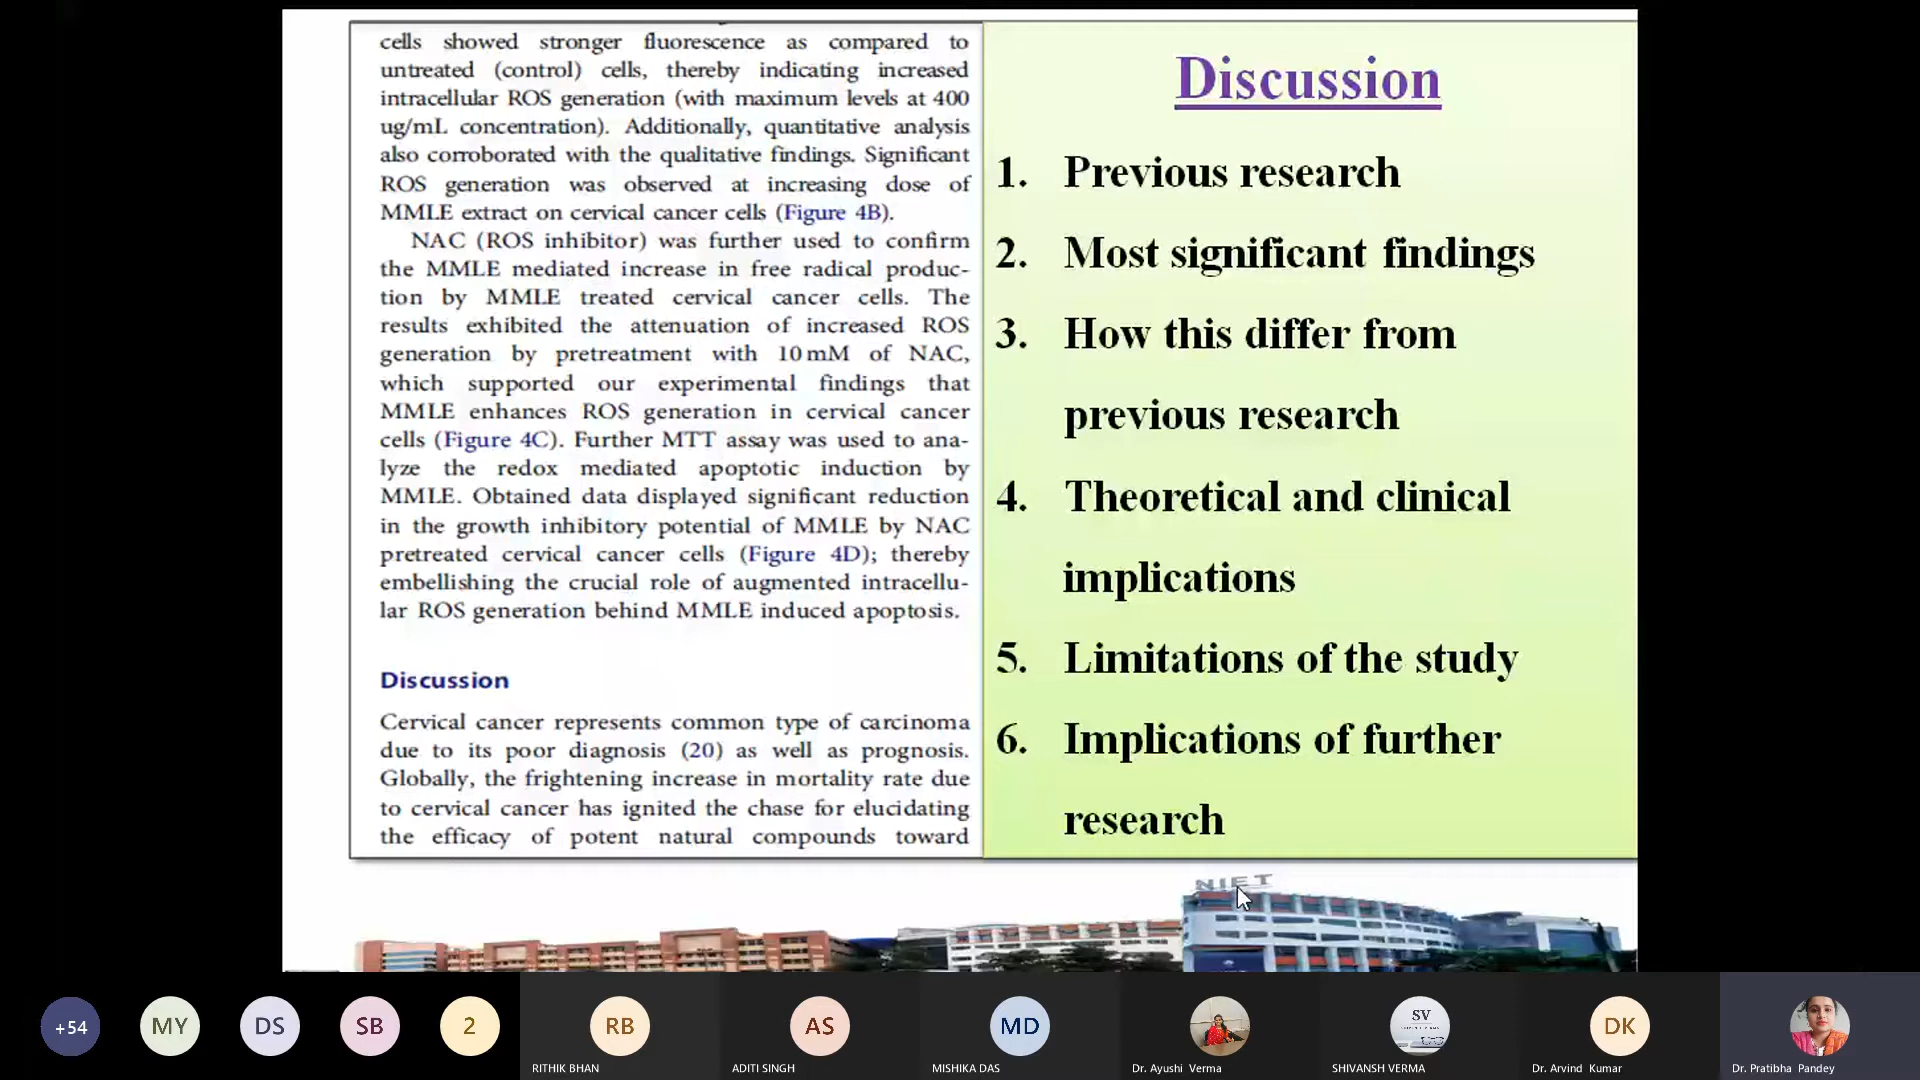 cells showed stronger fluorescence as compared to
untreated (control) cells, thereby indicating increased
intracellular ROS generation (with maximum levels at 400
ug/mL concentration). Additionally, quantitative analysis
also corroborated with the qualitative findings. Significant
ROS generation was observed at increasing dose of
MMLE extract on cervical cancer cells (Figure 4B).
NAC (ROS inhibitor) was further used to confirm
the MMLE mediated increase in free radical produc-
tion by MMLE treated cervical cancer cells. The
results exhibited the attenuation of increased ROS
generation by pretreatment with 10 mM of NAC,
which supported our experimental findings that
MMLE enhances ROS generation in cervical cancer
cells (Figure 4C). Further MTT assay was used to ana-
lyze the redox mediated apoptotic induction by
MMLE. Obtained data displayed significant reduction
in the growth inhibitory potential of MMLE by NAC
pretreated cervical cancer cells (Figure 4D); thereby
embellishing the crucial role of augmented intracellu-
lar ROS generation behind MMLE induced apoptosis.
Discussion
Cervical cancer represents common type of carcinoma
due to its poor diagnosis (20) as well as prognosis.
Globally, the frightening increase in mortality rate due
to cervical cancer has ignited the chase for elucidating
the efficacy of potent natural compounds toward
Discussion
1. Previous research
2. Most significant findings
3. How this differ from
previous research
4. Theoretical and clinical
implications
5. Limitations of the study
6. Implications of further
research
NIET
+54
MY
DS
SB
2
RB
AS
MD
SV
DK
RITHIK BHAN
ADITI SINGH
MISHIKA DAS
Dr. Ayushi Verma
SHIVANSH VERMA
Dr. Arvind Kumar
Dr. Pratibha Pandey